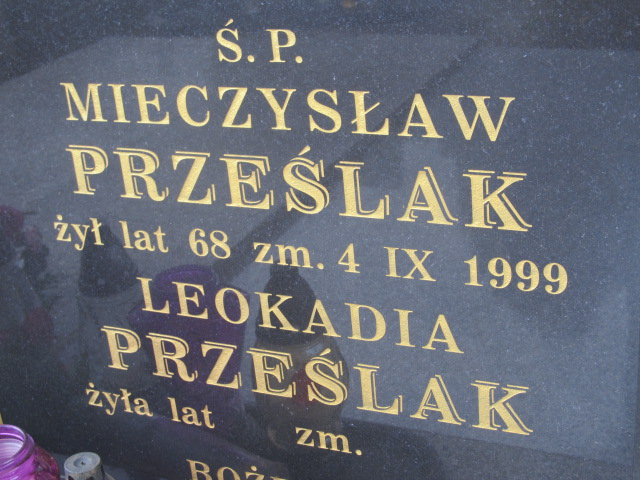 Ś.P.
MIECZYSŁAW
PRZEŚLAK
żył lat 68 zm. 4 IX 1999
LEOKADIA
PRZEŚLAK
żyła lat zm.